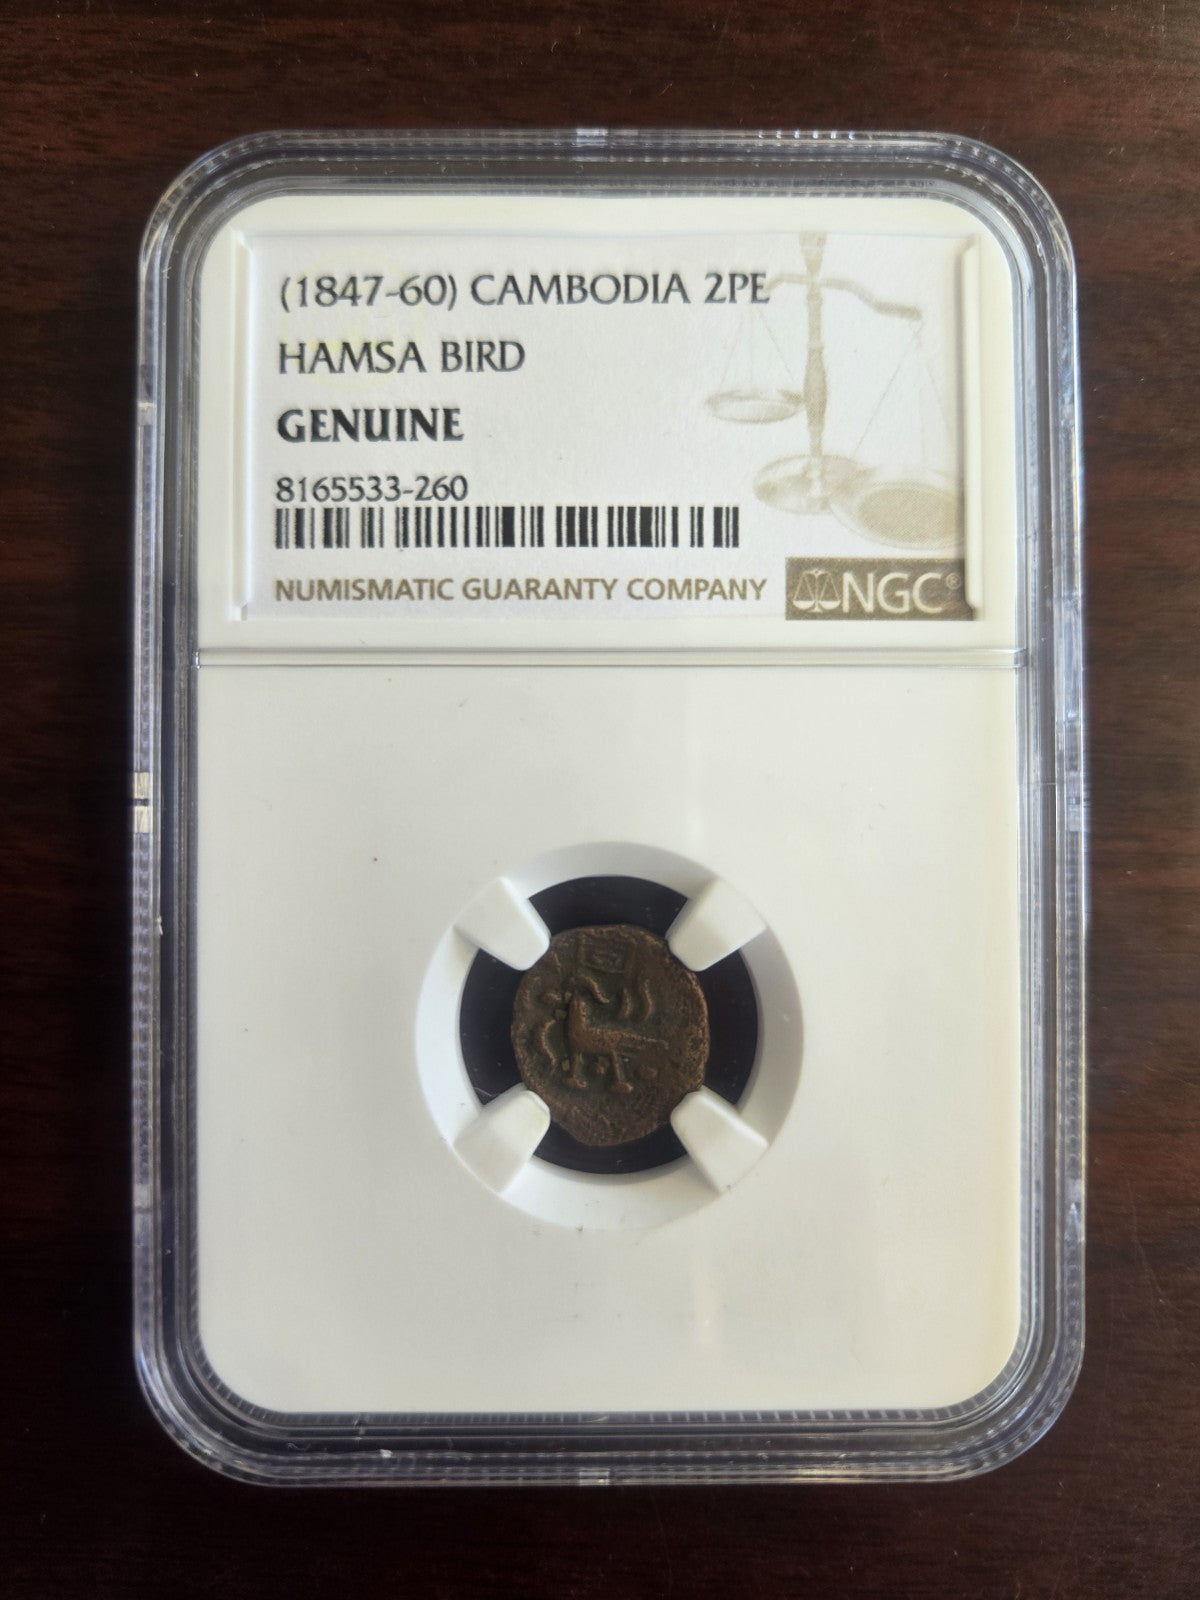 (1847-60) CAMBODIA 2PE
HAMSA BIRD
GENUINE
8165533-260
NUMISMATIC GUARANTY COMPANY NGC®